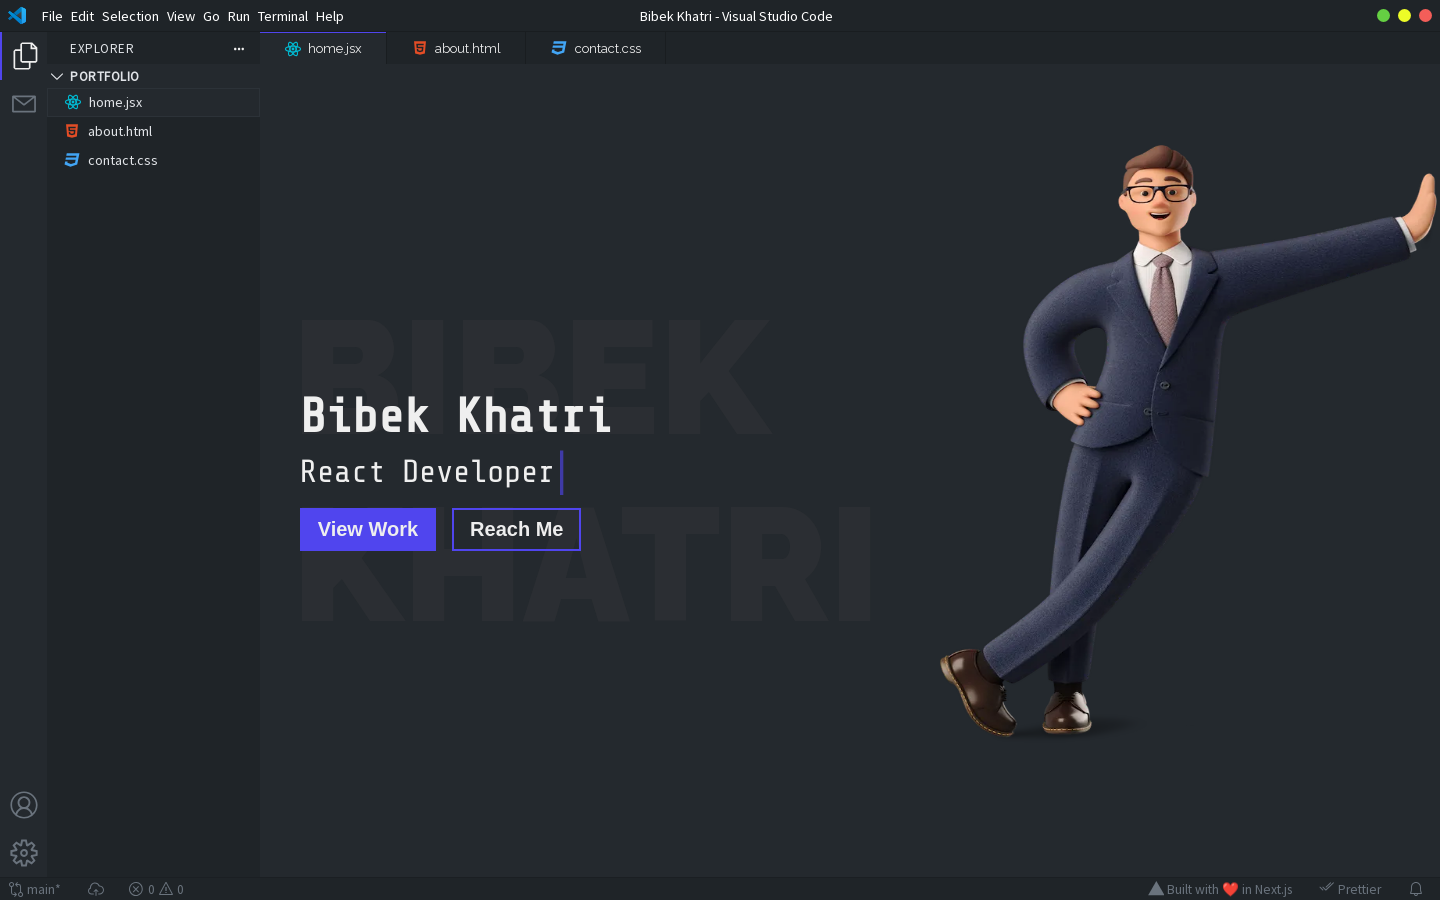 File Edit Selection View Go Run Terminal Help
Bibek Khatri - Visual Studio Code
EXPLORER
PORTFOLIO
home.jsx
about.html
contact.css
home.jsx
about.html
contact.css
BIBEK
KHATRI
Bibek Khatri
React Developer
View Work
Reach Me
main*
0
0
Built with ❤️ in Next.js
Prettier